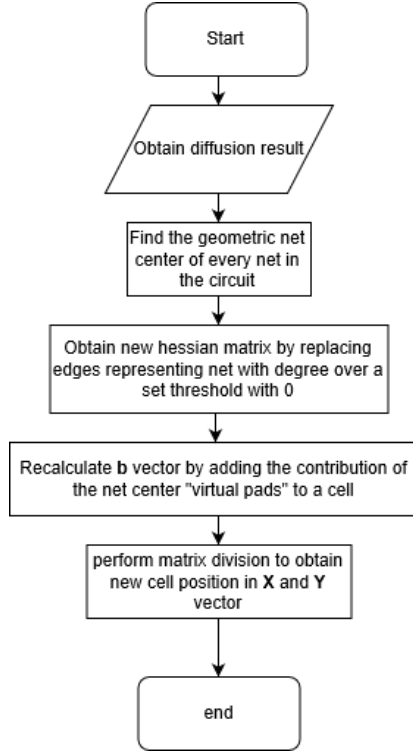 Start
Obtain diffusion result
Find the geometric net
center of every net in
the circuit
Obtain new hessian matrix by replacing
edges representing net with degree over a
set threshold with 0
Recalculate b vector by adding the contribution of
the net center "virtual pads" to a cell
perform matrix division to obtain
new cell position in X and Y
vector
end